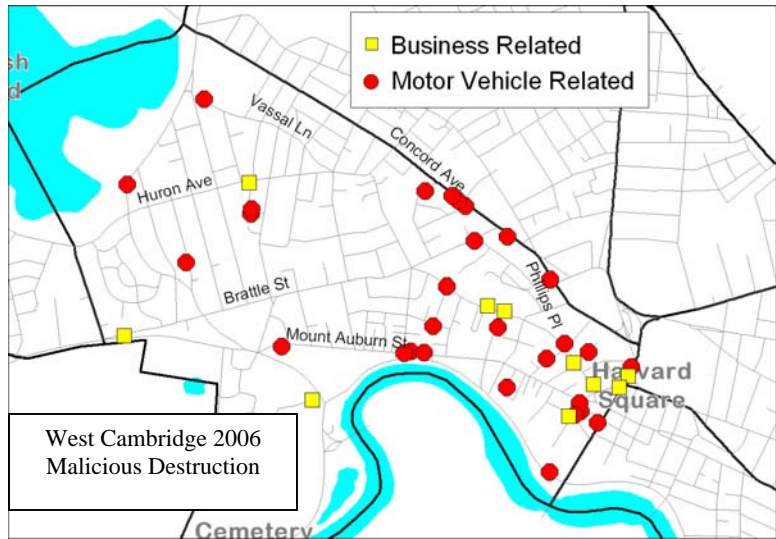 Business Related
Motor Vehicle Related
Vassal Ln
Concord Ave
Huron Ave
Brattle St
Phillips Pl
Mount Auburn St
Harvard
Square
West Cambridge 2006
Malicious Destruction
Cemetery